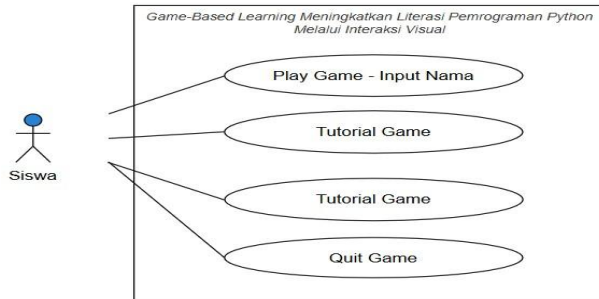 Game-Based Learning Meningkatkan Literasi Pemrograman Python
Melalui Interaksi Visual
Play Game - Input Nama
Tutorial Game
Siswa
Tutorial Game
Quit Game